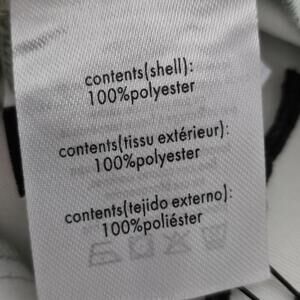 contents(shell):
100%polyester
contents(tissu extérieur):
100%polyester
contents(tejido externo):
100%poliéster